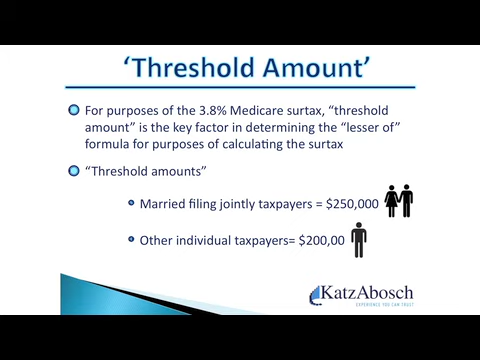 ‘Threshold Amount’
For purposes of the 3.8% Medicare surtax, “threshold
amount” is the key factor in determining the “lesser of”
formula for purposes of calculating the surtax
“Threshold amounts”
Married filing jointly taxpayers = $250,000
Other individual taxpayers= $200,00
KatzAbosch
EXPERIENCE YOU CAN TRUST